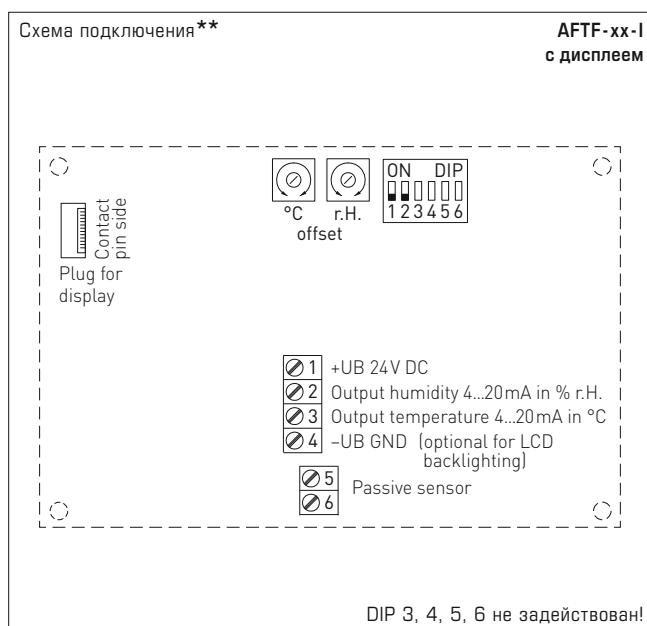 Схема подключения**
AFTF-xx-I
с дисплеем
ON DIP
1 2 3 4 5 6
°C r.H.
offset
Contact
pin side
Plug for
display
1 +UB 24V DC
2 Output humidity 4...20mA in % r.H.
3 Output temperature 4...20mA in °C
4 –UB GND (optional for LCD
backlighting)
5
Passive sensor
6
DIP 3, 4, 5, 6 не задействован!